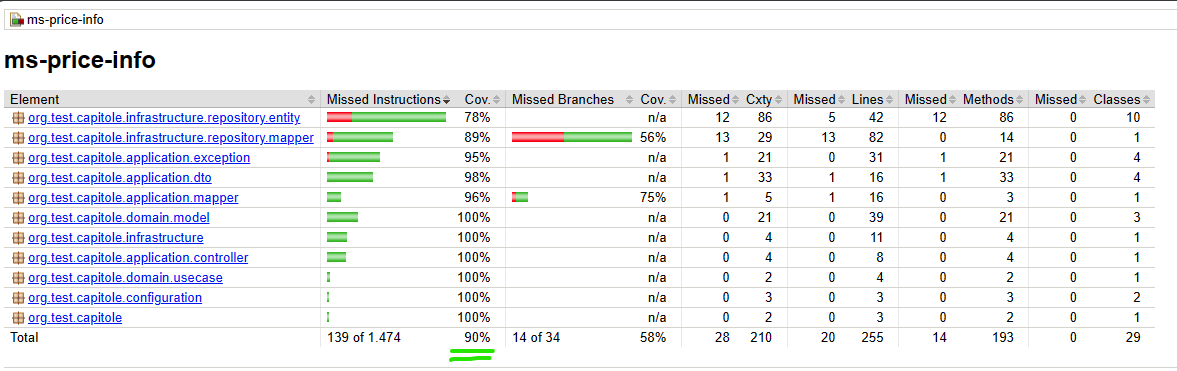 ms-price-info
ms-price-info
Element Missed Instructions Cov. Missed Branches Cov. Missed Cxty Missed Lines Missed Methods Missed Classes
org.test.capitole.infrastructure.repository.entity 78% n/a 12 86 5 42 12 86 0 10
org.test.capitole.infrastructure.repository.mapper 89% 56% 13 29 13 82 0 14 0 1
org.test.capitole.application.exception 95% n/a 1 21 0 31 1 21 0 4
org.test.capitole.application.dto 98% n/a 1 33 1 16 1 33 0 4
org.test.capitole.application.mapper 96% 75% 1 5 1 16 0 3 0 1
org.test.capitole.domain.model 100% n/a 0 21 0 39 0 21 0 3
org.test.capitole.infrastructure 100% n/a 0 4 0 11 0 4 0 1
org.test.capitole.application.controller 100% n/a 0 4 0 8 0 4 0 1
org.test.capitole.domain.usecase 100% n/a 0 2 0 4 0 2 0 1
org.test.capitole.configuration 100% n/a 0 3 0 3 0 3 0 2
org.test.capitole 100% n/a 0 2 0 3 0 2 0 1
Total 139 of 1.474 90% 14 of 34 58% 28 210 20 255 14 193 0 29